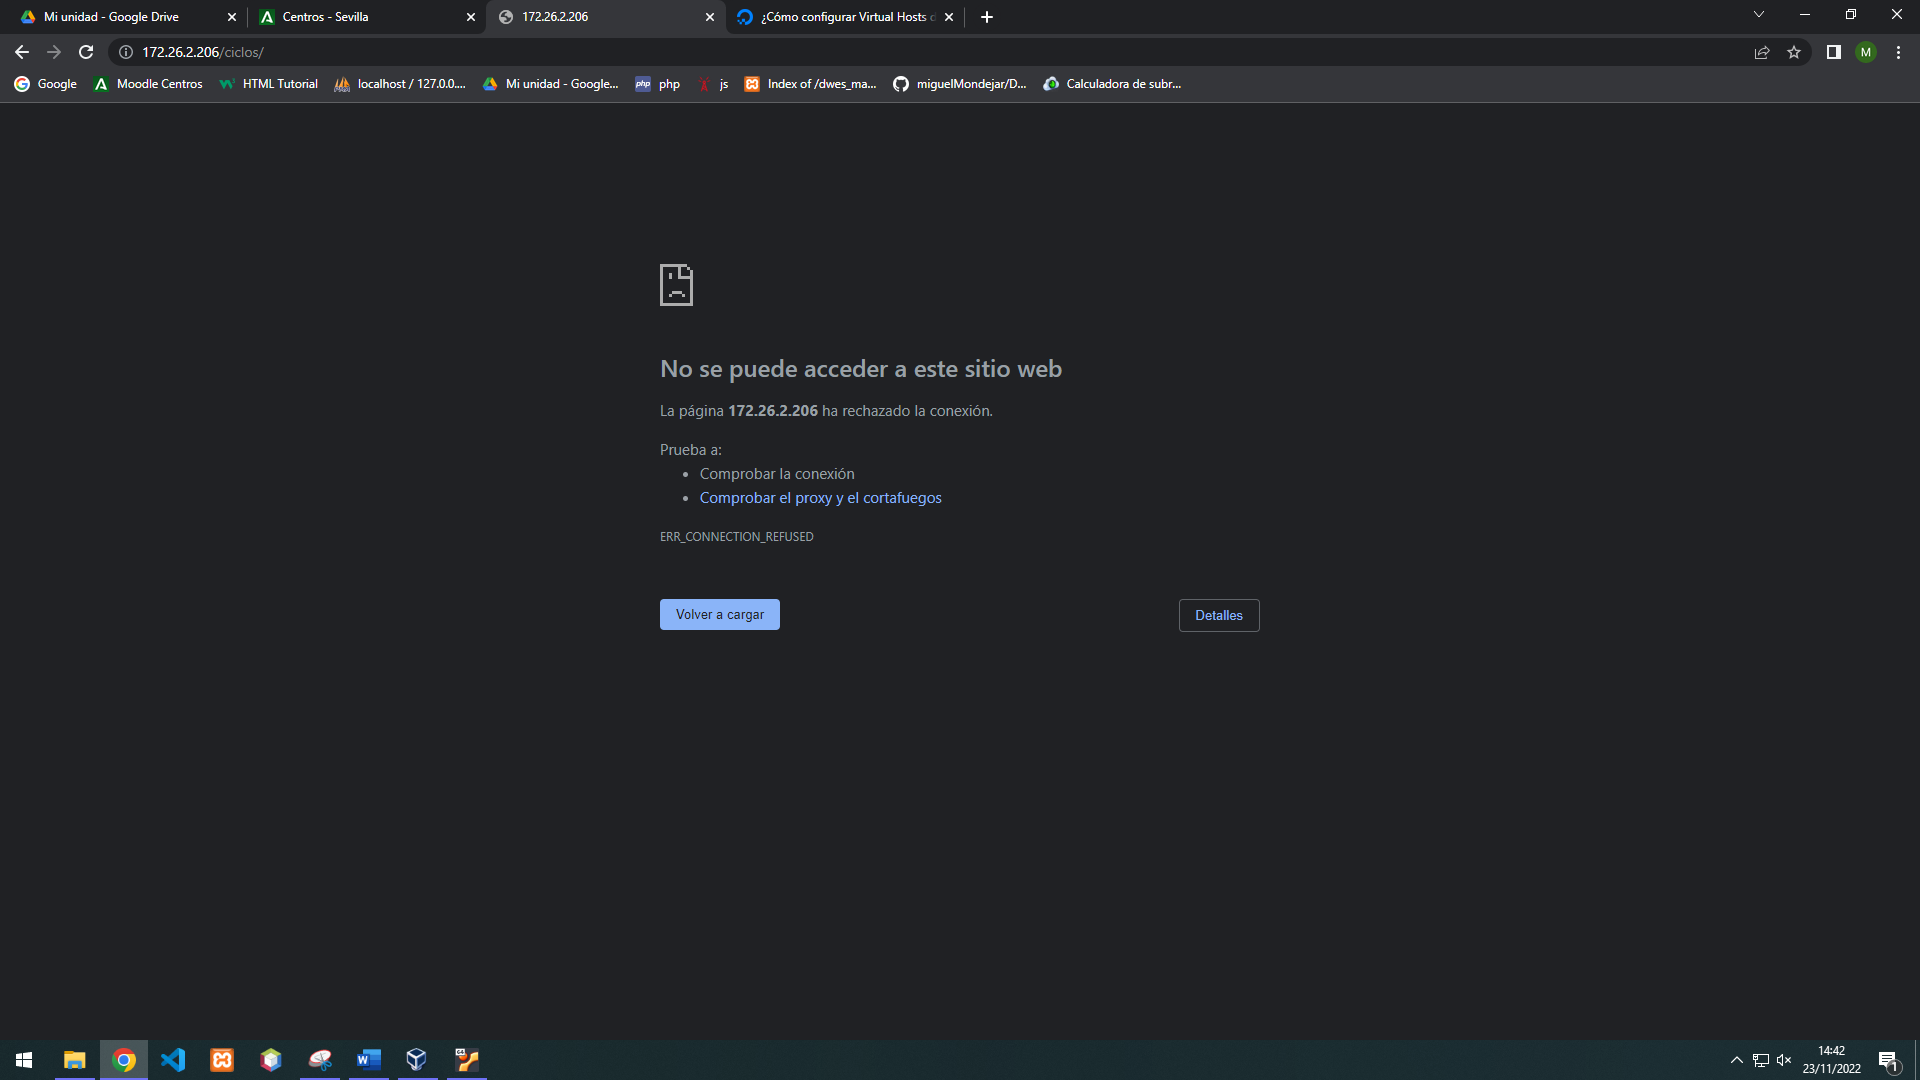 Mi unidad - Google Drive
Centros - Sevilla
172.26.2.206
¿Cómo configurar Virtual Hosts d
172.26.2.206/ciclos/
M
Google
Moodle Centros
HTML Tutorial
localhost / 127.0.0....
Mi unidad - Google...
php
php
js
Index of /dwes_ma...
miguelMondejar/D...
Calculadora de subr...
No se puede acceder a este sitio web
La página 172.26.2.206 ha rechazado la conexión.
Prueba a:
• Comprobar la conexión
• Comprobar el proxy y el cortafuegos
ERR_CONNECTION_REFUSED
Volver a cargar
Detalles
14:42
23/11/2022
1